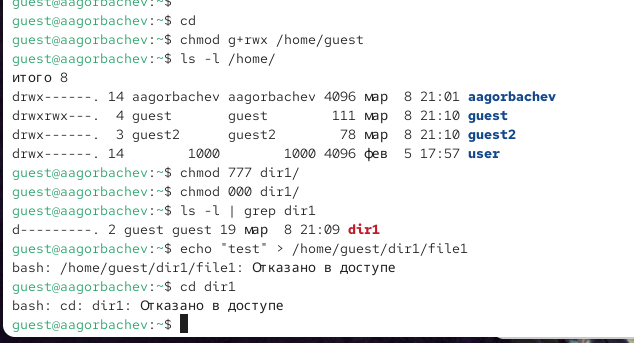 guest@aagorbachev:~$
guest@aagorbachev:~$ cd
guest@aagorbachev:~$ chmod g+rwx /home/guest
guest@aagorbachev:~$ ls -l /home/
итого 8
drwx------. 14 aagorbachev aagorbachev 4096 мар  8 21:01 aagorbachev
drwxrwx---.  4 guest       guest        111 мар  8 21:10 guest
drwx------.  3 guest2      guest2        78 мар  8 21:10 guest2
drwx------. 14        1000        1000 4096 фев  5 17:57 user
guest@aagorbachev:~$ chmod 777 dir1/
guest@aagorbachev:~$ chmod 000 dir1/
guest@aagorbachev:~$ ls -l | grep dir1
d---------. 2 guest guest 19 мар  8 21:09 dir1
guest@aagorbachev:~$ echo "test" > /home/guest/dir1/file1
bash: /home/guest/dir1/file1: Отказано в доступе
guest@aagorbachev:~$ cd dir1
bash: cd: dir1: Отказано в доступе
guest@aagorbachev:~$